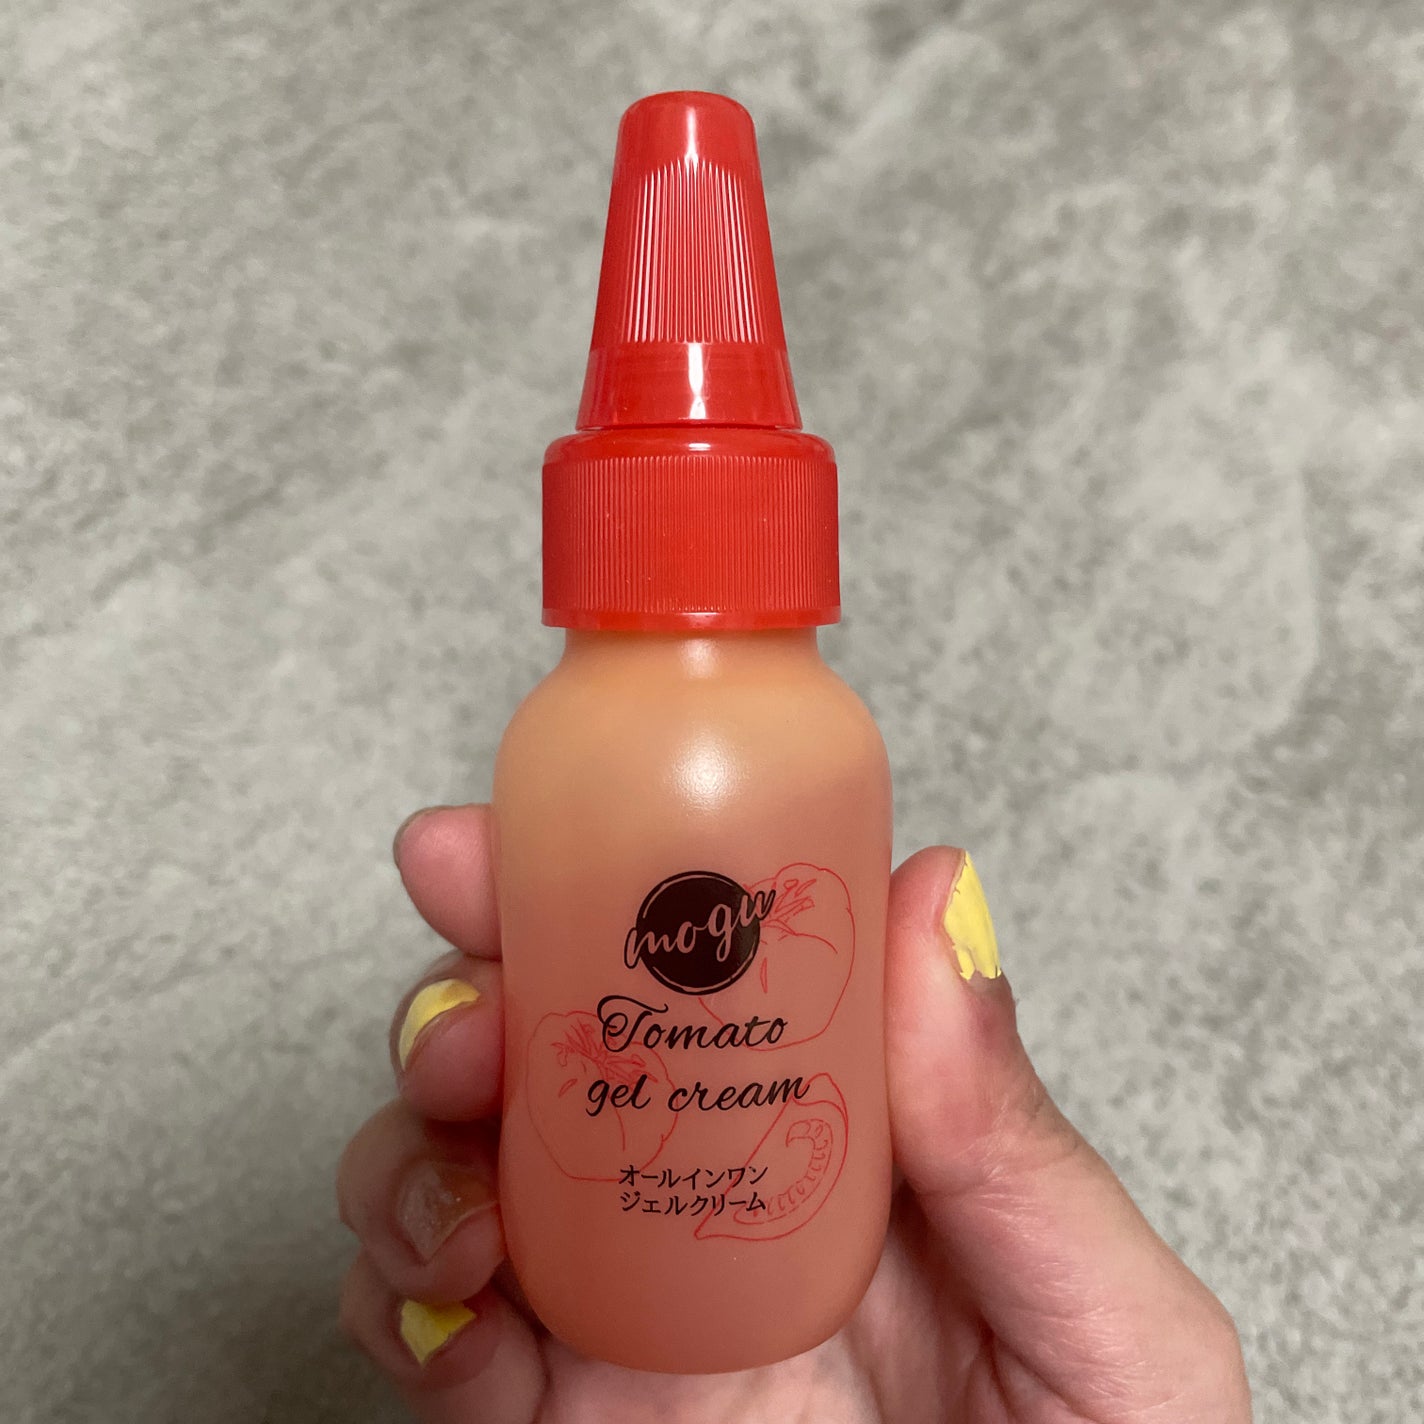 mogu
Tomato
gel cream
オールインワン
ジェルクリーム